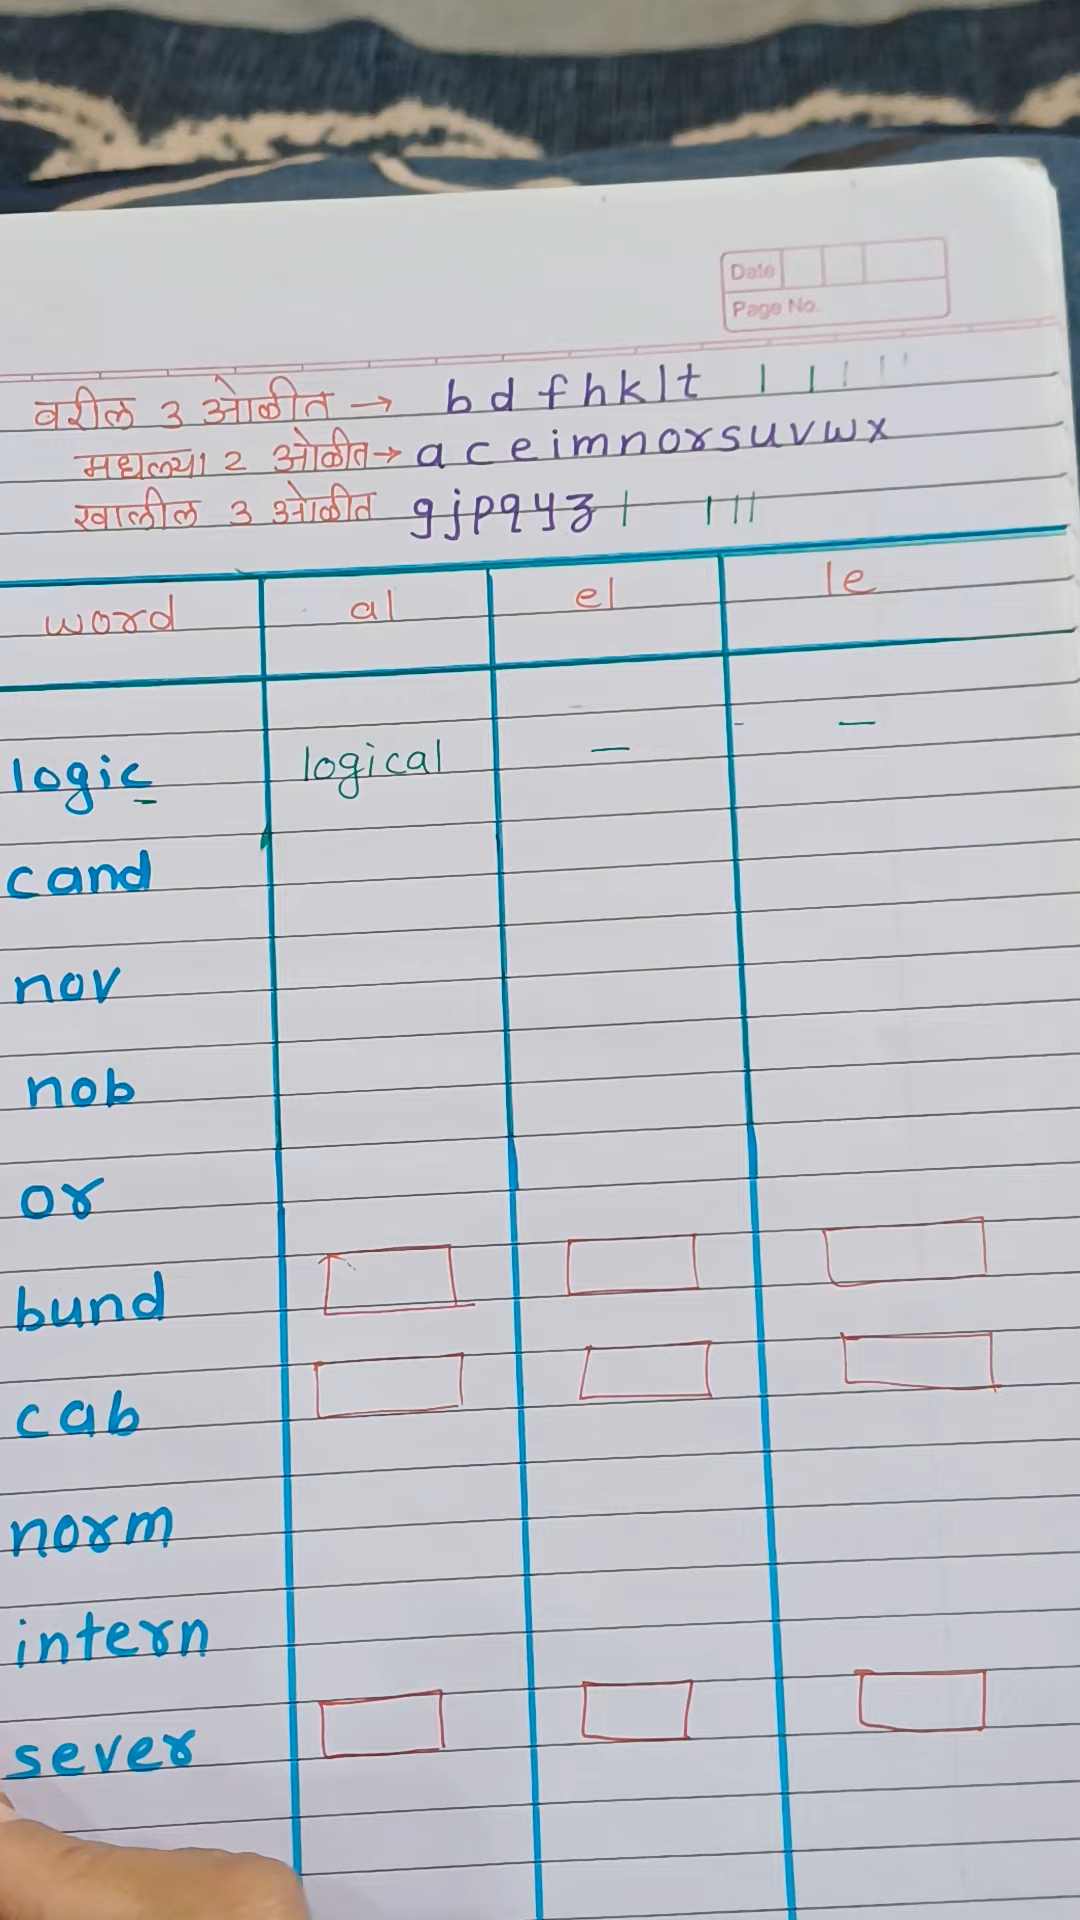 Date
Page No.
वरील 3 ओळीत → b d f h k l t
मधल्या 2 ओळीत → a c e i m n o r s u v w x
खालील 3 ओळीत g j p q y z
word al el le
logic logical — —
cand
nov
nob
or
bund
cab
norm
intern
sever